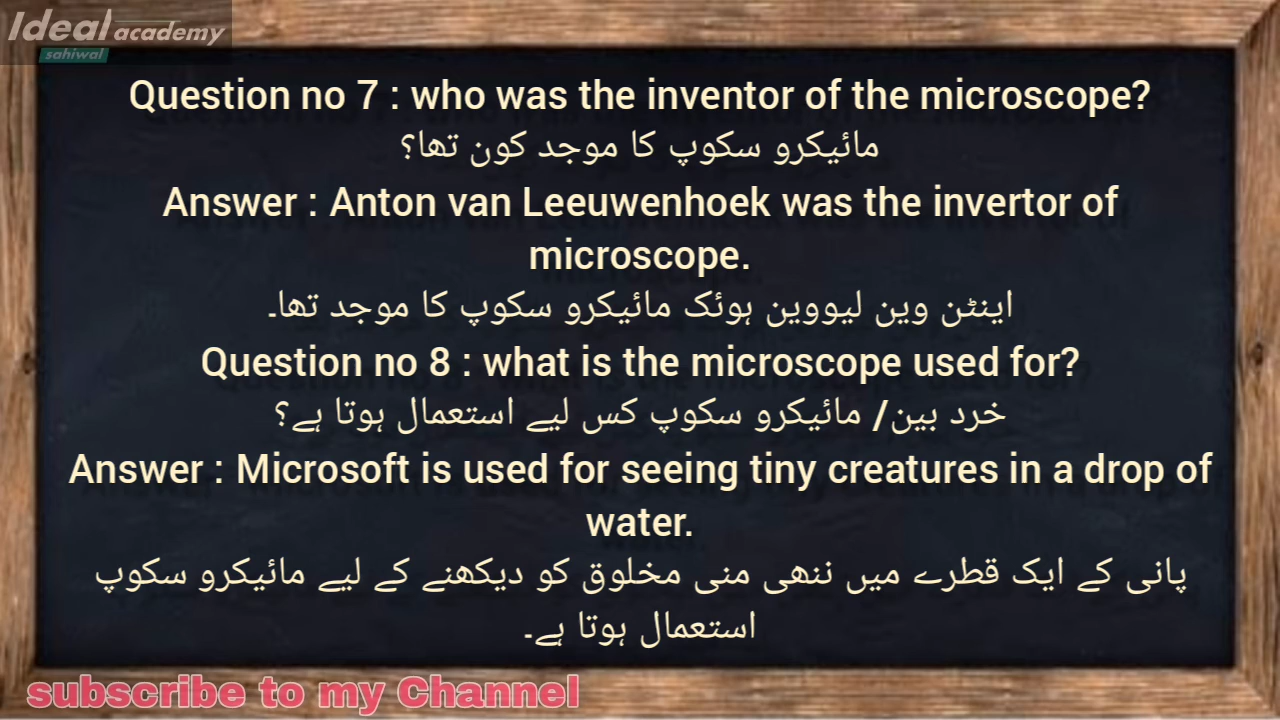 Ideal academy
sahiwal
Question no 7 : who was the inventor of the microscope?
مائیکرو سکوپ کا موجد کون تھا؟
Answer : Anton van Leeuwenhoek was the invertor of
microscope.
اینٹن وین لیووین ہوئک مائیکرو سکوپ کا موجد تھا۔
Question no 8 : what is the microscope used for?
خرد بین/ مائیکرو سکوپ کس لیے استعمال ہوتا ہے؟
Answer : Microsoft is used for seeing tiny creatures in a drop of
water.
پانی کے ایک قطرے میں ننھی منی مخلوق کو دیکھنے کے لیے مائیکرو سکوپ
استعمال ہوتا ہے۔
subscribe to my Channel